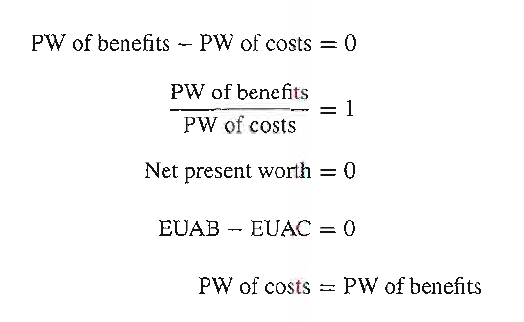 PW of benefits – PW of costs = 0
PW of benefits
PW of costs
= 1
Net present worth = 0
EUAB – EUAC = 0
PW of costs = PW of benefits